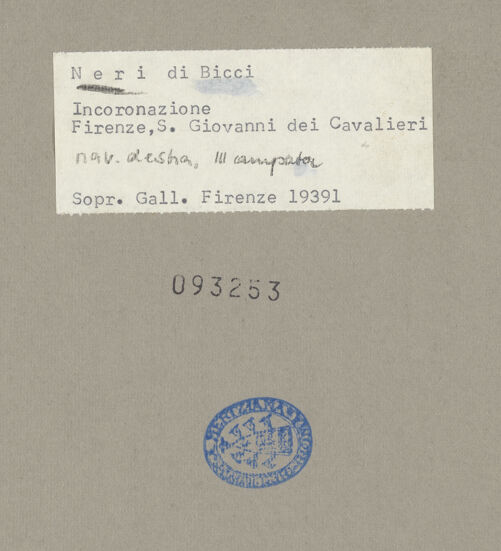 N e r i di Bicci
Incoronazione
Firenze,S. Giovanni dei Cavalieri
nav. destra, III campata
Sopr. Gall. Firenze 19391
093253